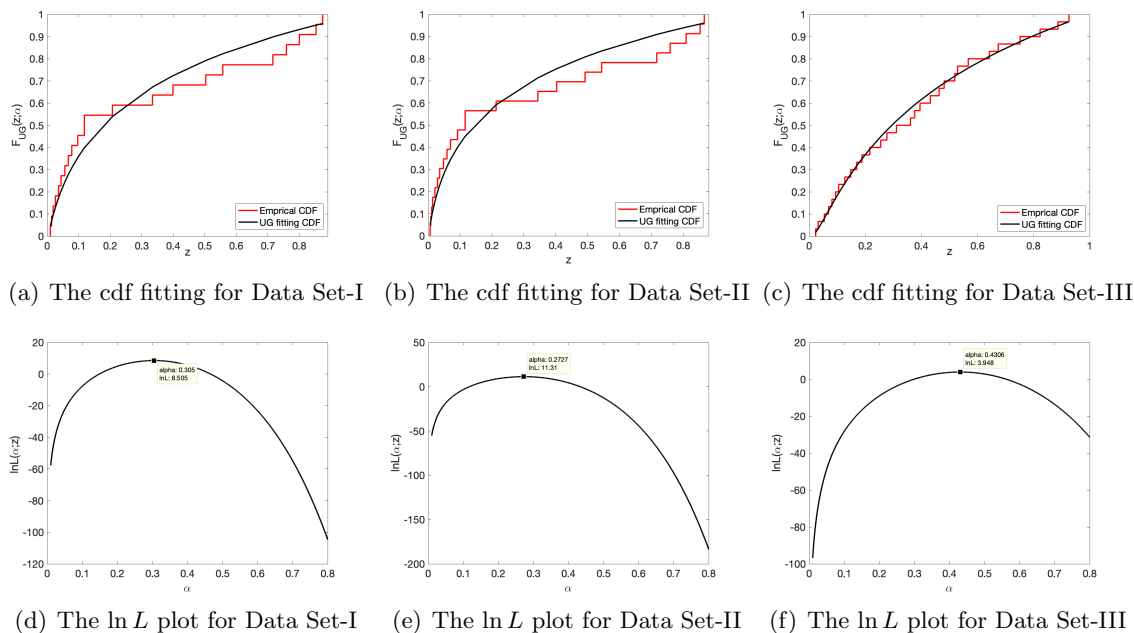 1
0.9
0.8
0.7
0.6
0.5
0.4
0.3
0.2
0.1
0
F_UG(z;α)
Emprical CDF
UG fitting CDF
0 0.1 0.2 0.3 0.4 0.5 0.6 0.7 0.8
z
(a) The cdf fitting for Data Set-I
1
0.9
0.8
0.7
0.6
0.5
0.4
0.3
0.2
0.1
0
F_UG(z;α)
Emprical CDF
UG fitting CDF
0 0.1 0.2 0.3 0.4 0.5 0.6 0.7 0.8
z
(b) The cdf fitting for Data Set-II
1
0.9
0.8
0.7
0.6
0.5
0.4
0.3
0.2
0.1
0
F_UG(z;α)
Emprical CDF
UG fitting CDF
0 0.2 0.4 0.6 0.8 1
z
(c) The cdf fitting for Data Set-III
20
0
-20
-40
-60
-80
-100
-120
lnL(α;z)
alpha: 0.305
lnL: 8.505
0 0.1 0.2 0.3 0.4 0.5 0.6 0.7 0.8
α
(d) The ln L plot for Data Set-I
50
0
-50
-100
-150
-200
lnL(α;z)
alpha: 0.2727
lnL: 11.31
0 0.1 0.2 0.3 0.4 0.5 0.6 0.7 0.8
α
(e) The ln L plot for Data Set-II
20
0
-20
-40
-60
-80
-100
lnL(α;z)
alpha: 0.4306
lnL: 3.948
0 0.1 0.2 0.3 0.4 0.5 0.6 0.7 0.8
α
(f) The ln L plot for Data Set-III